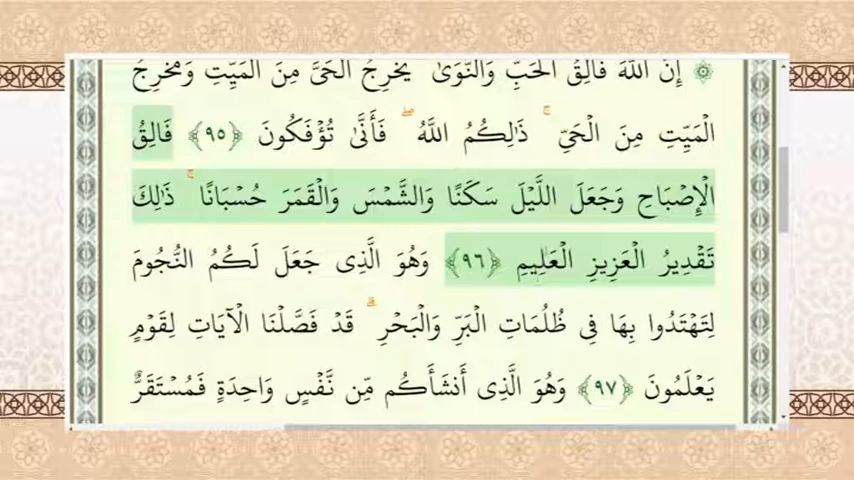 ۞ إِنَّ اللَّهَ فَالِقُ الْحَبِّ وَالنَّوَىٰ يُخْرِجُ الْحَيَّ مِنَ الْمَيِّتِ وَمُخْرِجُ
الْمَيِّتِ مِنَ الْحَيِّ ۚ ذَٰلِكُمُ اللَّهُ ۖ فَأَنَّىٰ تُؤْفَكُونَ ﴿٩٥﴾ فَالِقُ
الْإِصْبَاحِ وَجَعَلَ اللَّيْلَ سَكَنًا وَالشَّمْسَ وَالْقَمَرَ حُسْبَانًا ۚ ذَٰلِكَ
تَقْدِيرُ الْعَزِيزِ الْعَلِيمِ ﴿٩٦﴾ وَهُوَ الَّذِى جَعَلَ لَكُمُ النُّجُومَ
لِتَهْتَدُوا بِهَا فِى ظُلُمَاتِ الْبَرِّ وَالْبَحْرِ ۗ قَدْ فَصَّلْنَا الْآيَاتِ لِقَوْمٍ
يَعْلَمُونَ ﴿٩٧﴾ وَهُوَ الَّذِى أَنشَأَكُم مِّن نَّفْسٍ وَاحِدَةٍ فَمُسْتَقَرٌّ